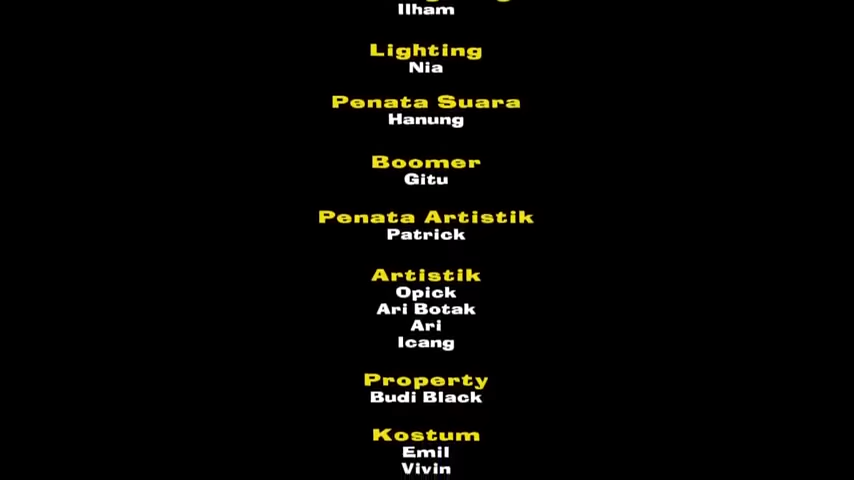 Ilham
Lighting
Nia
Penata Suara
Hanung
Boomer
Gitu
Penata Artistik
Patrick
Artistik
Opick
Ari Botak
Ari
Icang
Property
Budi Black
Kostum
Emil
Vivin